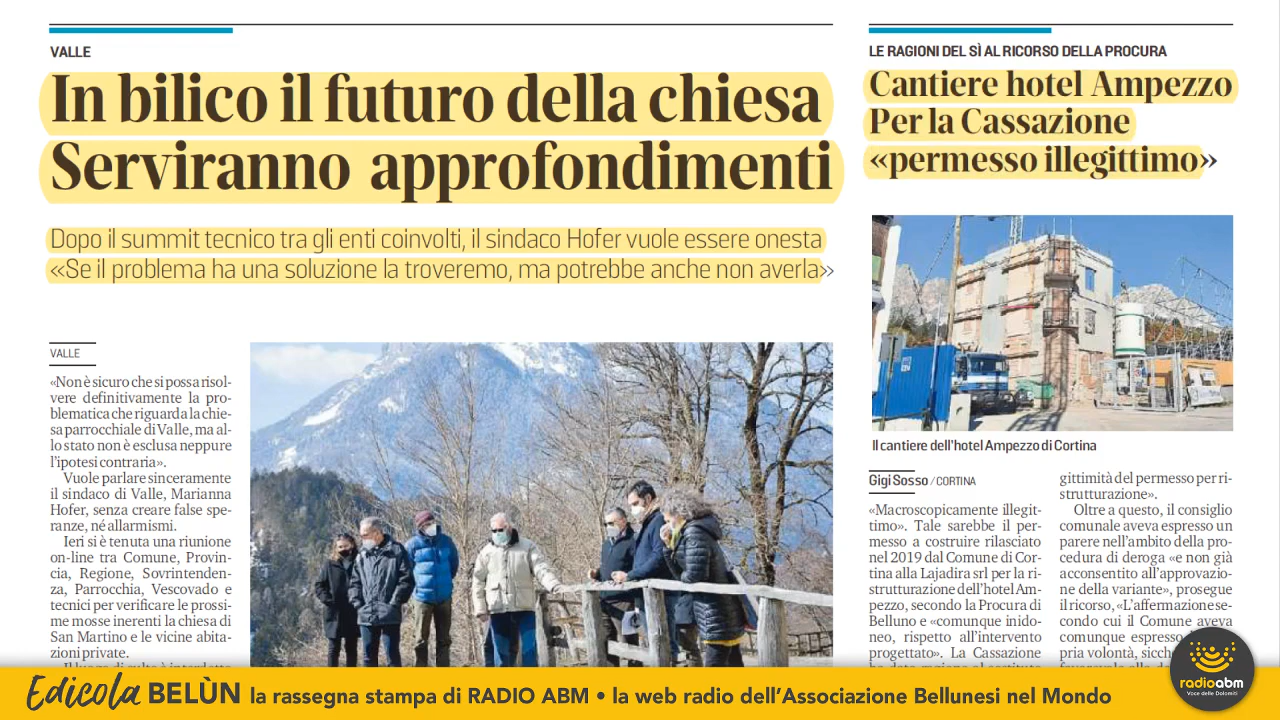 VALLE
In bilico il futuro della chiesa
Serviranno approfondimenti
Dopo il summit tecnico tra gli enti coinvolti, il sindaco Hofer vuole essere onesta
«Se il problema ha una soluzione la troveremo, ma potrebbe anche non averla»
VALLE
«Non è sicuro che si possa risol-
vere definitivamente la pro-
blematica che riguarda la chie-
sa parrocchiale di Valle, ma al-
lo stato non è esclusa neppure
l'ipotesi contraria».
Vuole parlare sinceramente
il sindaco di Valle, Marianna
Hofer, senza creare false spe-
ranze, né allarmismi.
Ieri si è tenuta una riunione
on-line tra Comune, Provin-
cia, Regione, Sovrintenden-
za, Parrocchia, Vescovado e
tecnici per verificare le prossi-
me mosse inerenti la chiesa di
San Martino e le vicine abita-
zioni private.
LE RAGIONI DEL SÌ AL RICORSO DELLA PROCURA
Cantiere hotel Ampezzo
Per la Cassazione
«permesso illegittimo»
Il cantiere dell'hotel Ampezzo di Cortina
Gigi Sosso / CORTINA
«Macroscopicamente illegit-
timo». Tale sarebbe il per-
messo a costruire rilasciato
nel 2019 dal Comune di Cor-
tina alla Lajadira srl per la ri-
strutturazione dell'hotel Am-
pezzo, secondo la Procura di
Belluno e «comunque inido-
neo, rispetto all'intervento
progettato». La Cassazione
gittimità del permesso per ri-
strutturazione».
Oltre a questo, il consiglio
comunale aveva espresso un
parere nell'ambito della pro-
cedura di deroga «e non già
acconsentito all'approvazio-
ne della variante», prosegue
il ricorso, «L'affermazione se-
condo cui il Comune aveva
comunque espresso
pria volontà, sicché
Edicola BELÙN la rassegna stampa di RADIO ABM • la web radio dell'Associazione Bellunesi nel Mondo
radioabm
Voce delle Dolomiti